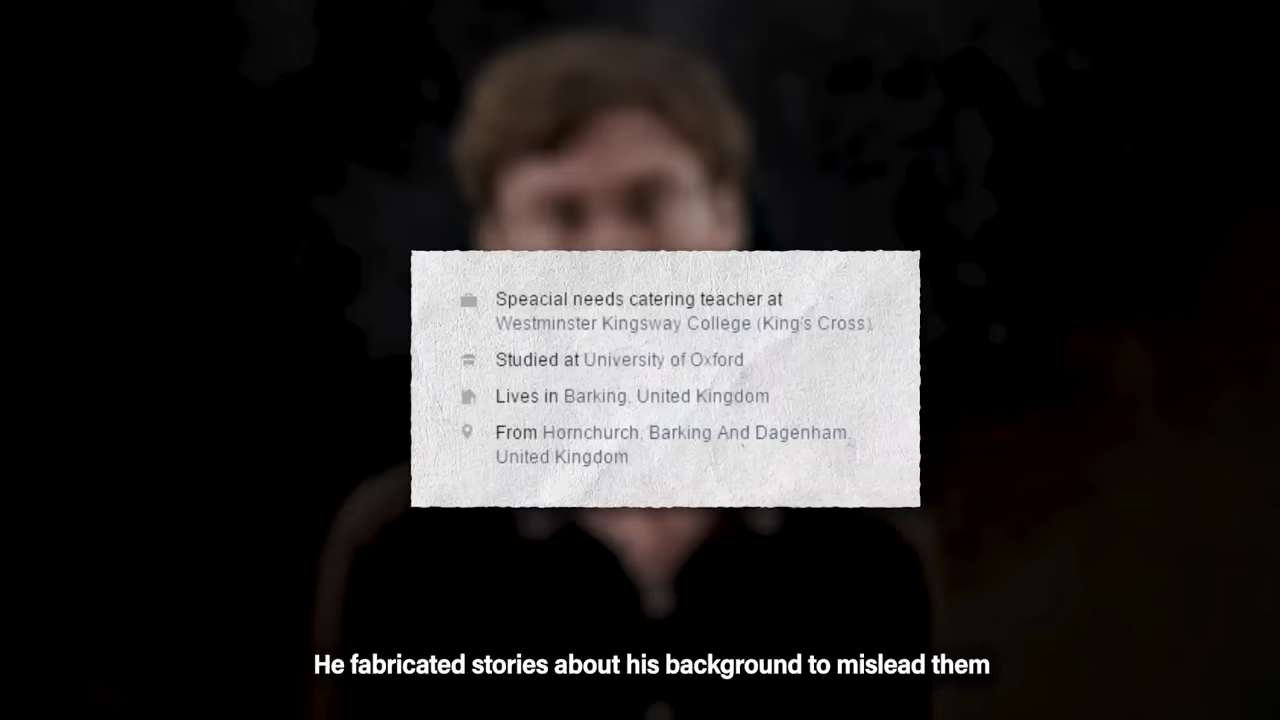 Speacial needs catering teacher at
Westminster Kingsway College (King's Cross)
Studied at University of Oxford
Lives in Barking, United Kingdom
From Hornchurch, Barking And Dagenham,
United Kingdom
He fabricated stories about his background to mislead them